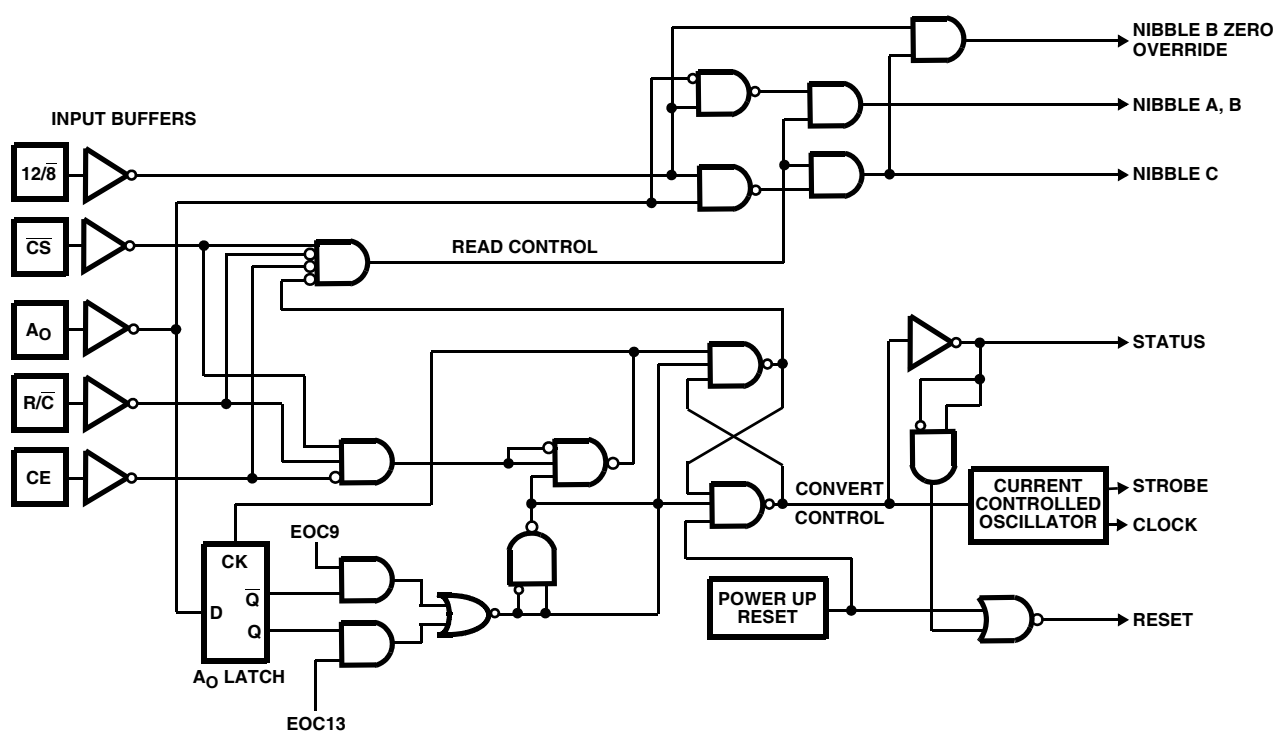 NIBBLE B ZERO
OVERRIDE
NIBBLE A, B
INPUT BUFFERS
12/8̅
NIBBLE C
C̅S̅
READ CONTROL
AO
STATUS
R/C̅
CE
CONVERT
CONTROL
CURRENT
CONTROLLED
OSCILLATOR
STROBE
CLOCK
EOC9
CK
Q̅
D
Q
POWER UP
RESET
RESET
AO LATCH
EOC13